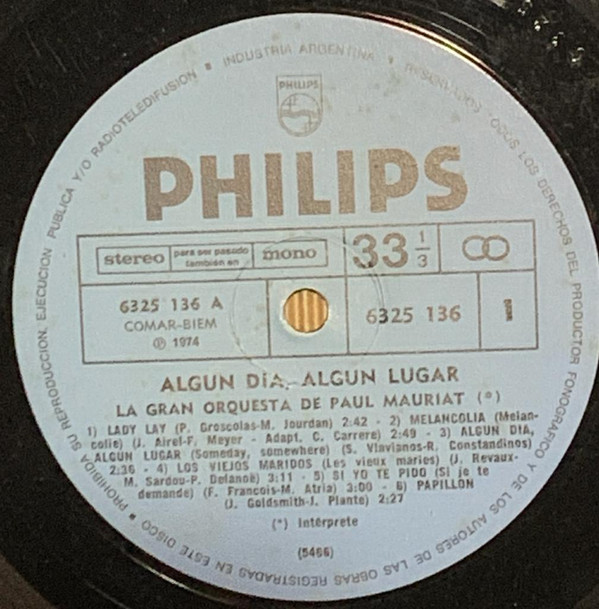 INDUSTRIA ARGENTINA • RESERVADOS TODOS LOS DERECHOS DEL PRODUCTOR FONOGRAFICO Y DE LOS AUTORES DE LAS OBRAS REGISTRADAS EN ESTE DISCO • PROHIBIDA SU REPRODUCCION, EJECUCION PUBLICA Y/O RADIOTELEDIFUSION •
PHILIPS
PHILIPS
stereo para ser pasado también en mono
33 1/3
6325 136 A
COMAR-BIEM
℗ 1974
6325 136
1
ALGUN DIA, ALGUN LUGAR
LA GRAN ORQUESTA DE PAUL MAURIAT (*)
1) LADY LAY (P. Groscolas-M. Jourdan) 2:42 - 2) MELANCOLIA (Melan-
colie) (J. Airel-F. Meyer - Adapt. C. Carrere) 2:49 - 3) ALGUN DIA,
ALGUN LUGAR (Someday, somewhere) (S. Vlavianos-R. Constandinos)
2:36 - 4) LOS VIEJOS MARIDOS (Les vieux maries) (J. Revaux-
M. Sardou-P. Delanoë) 3:11 - 5) SI YO TE PIDO (Si je te
demande) (F. Francois-M. Atria) 3:00 - 6) PAPILLON
(J. Goldsmith-J. Plante) 2:27
(*) Intérprete
(5466)